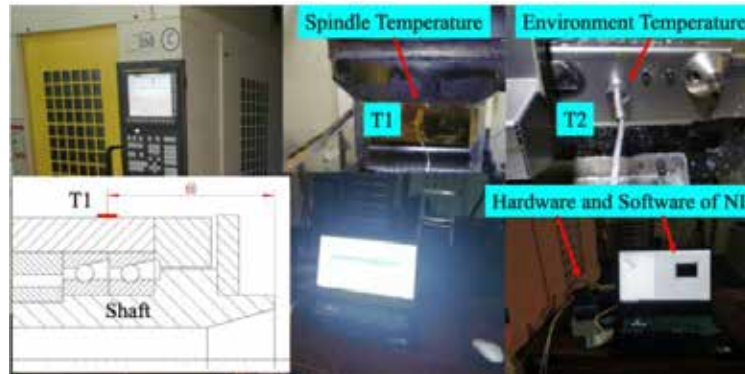 Spindle Temperature
Environment Temperature
T1
T2
T1
Hardware and Software of NI
Shaft